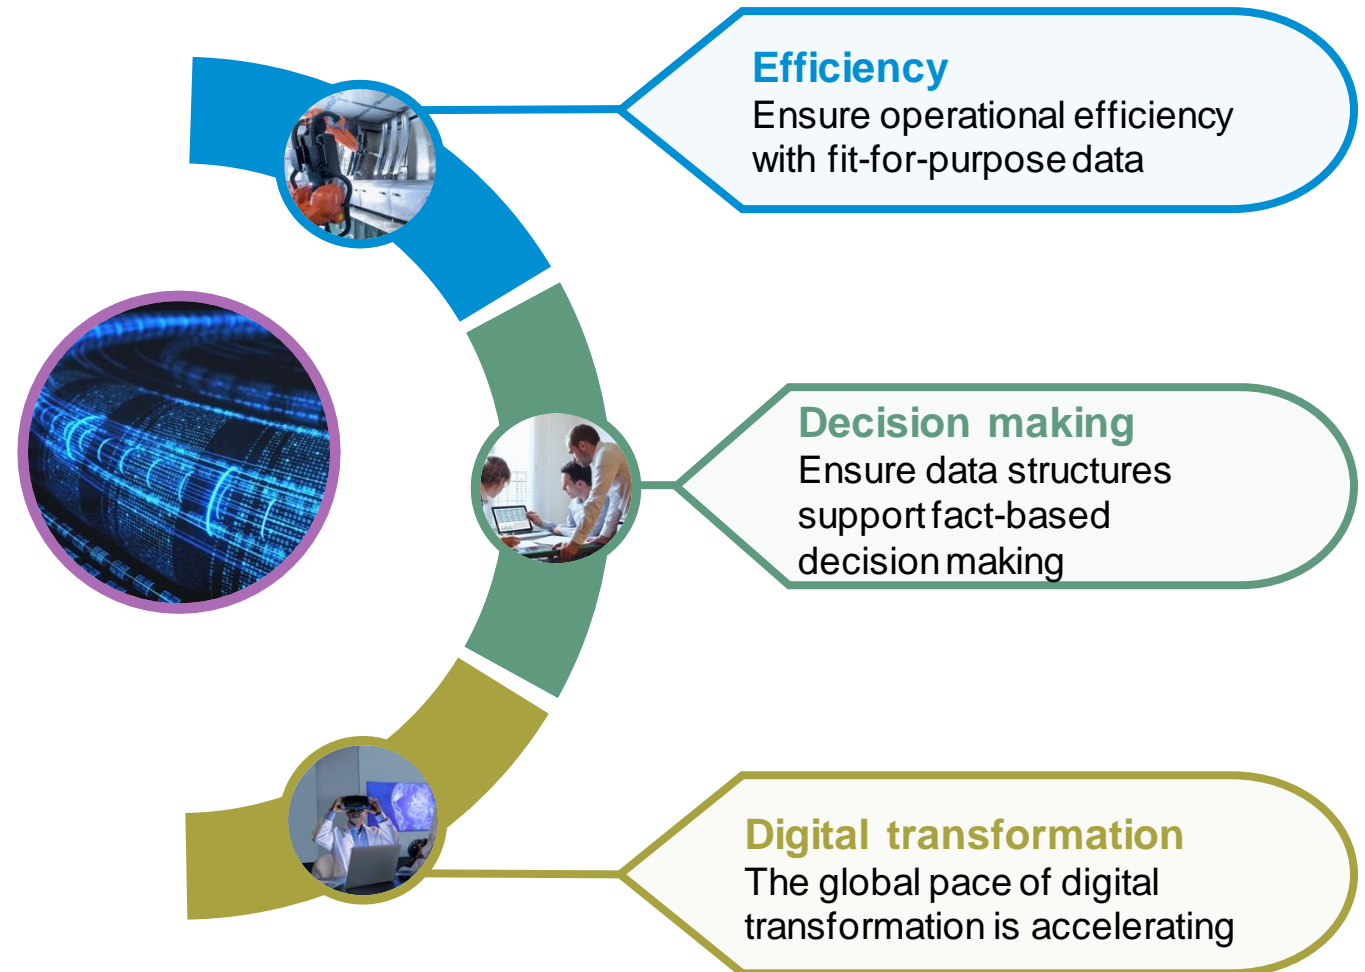 Efficiency
Ensure operational efficiency
with fit-for-purpose data
Decision making
Ensure data structures
support fact-based
decision making
Digital transformation
The global pace of digital
transformation is accelerating